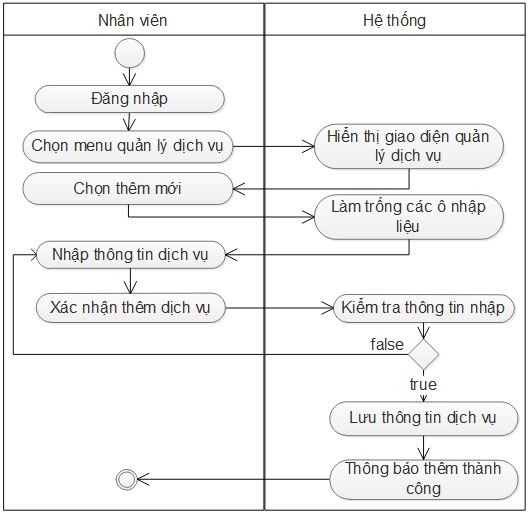 Nhân viên
Hệ thống
Đăng nhập
Chọn menu quản lý dịch vụ
Hiển thị giao diện quản
lý dịch vụ
Chọn thêm mới
Làm trống các ô nhập
liệu
Nhập thông tin dịch vụ
Xác nhận thêm dịch vụ
Kiểm tra thông tin nhập
false
true
Lưu thông tin dịch vụ
Thông báo thêm thành
công